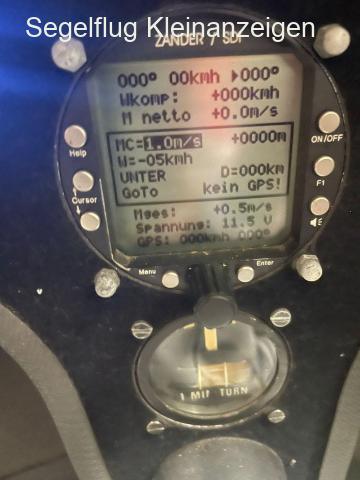 Segelflug Kleinanzeigen
ZANDER / SDI
000° 00kmh ▶000°
Wkomp: +000kmh
M netto +0.0m/s
MC=1.0m/s +0000m
W=-05kmh
UNTER D=000km
GoTo kein GPS!
Mges: +0.5m/s
Spannung: 11.5 V
GPS: 000kmh 000°
Help
Cursor
ON/OFF
F1
Menu
Enter
1 MIN TURN